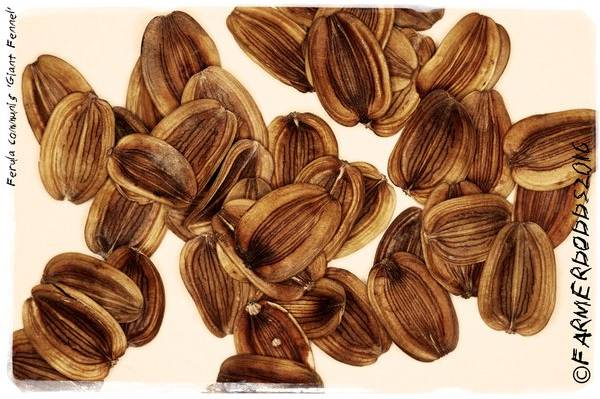 Ferula communis 'Giant Fennel'
©FARMERDODDS2016